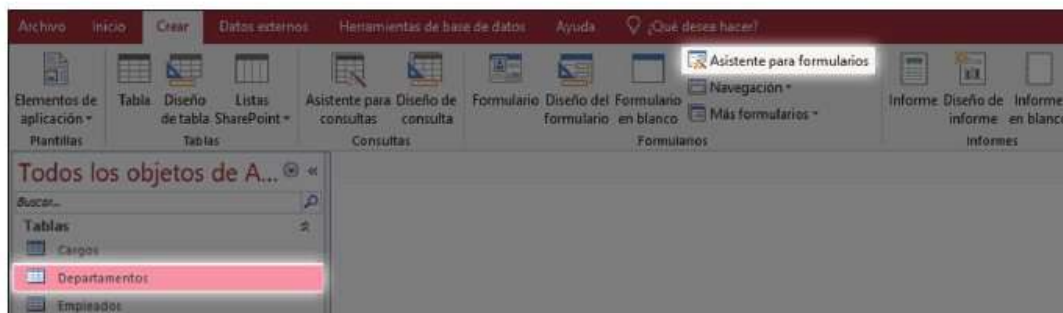 Archivo Inicio Crear Datos externos Herramientas de base de datos Ayuda ¿Qué desea hacer?
Asistente para formularios
Navegación
Más formularios
Elementos de aplicación
Tabla
Diseño de tabla
Listas SharePoint
Asistente para consultas
Diseño de consulta
Formulario
Diseño del formulario
Formulario en blanco
Informe
Diseño de informe
Informe en blanco
Plantillas Tablas Consultas Formularios Informes
Todos los objetos de A...
Buscar...
Tablas
Cargos
Departamentos
Empleados